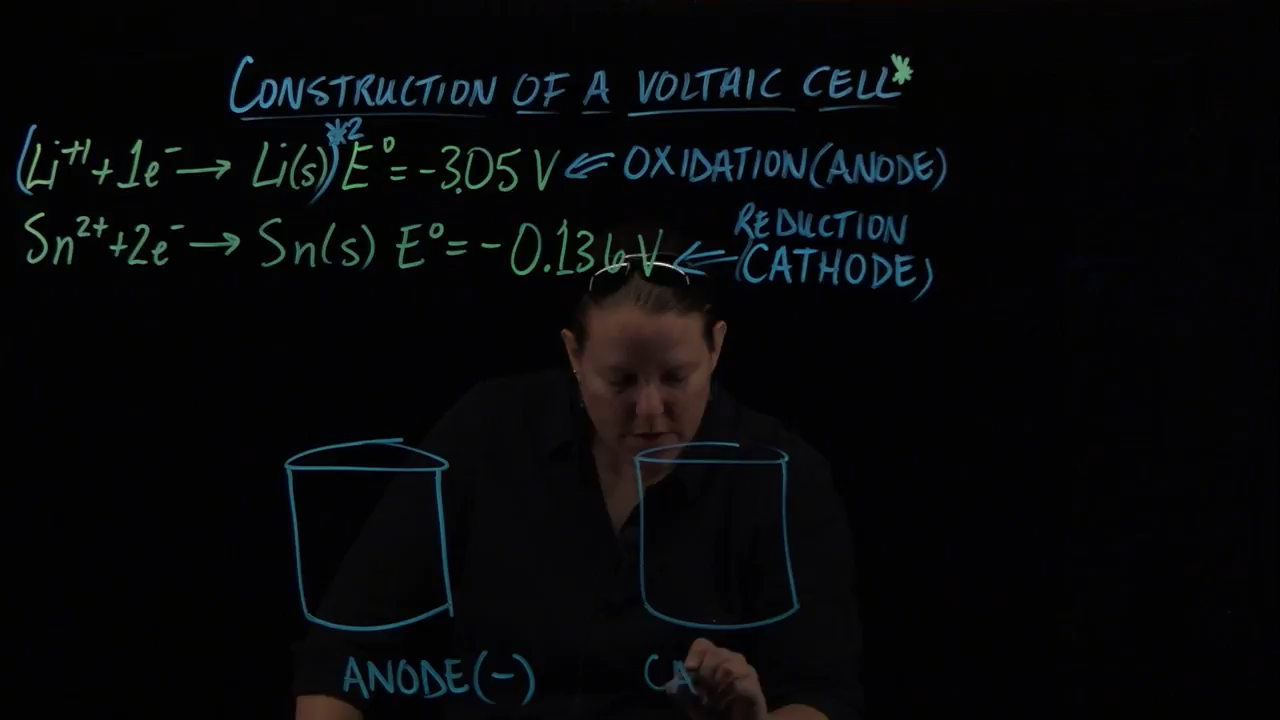 CONSTRUCTION OF A VOLTAIC CELL*
(Li⁺¹ + 1e⁻ → Li(s))*2 E° = -3.05 V ⇐ OXIDATION (ANODE)
Sn²⁺ + 2e⁻ → Sn(s) E° = -0.136 V ⇐ REDUCTION (CATHODE)
ANODE (-) CA